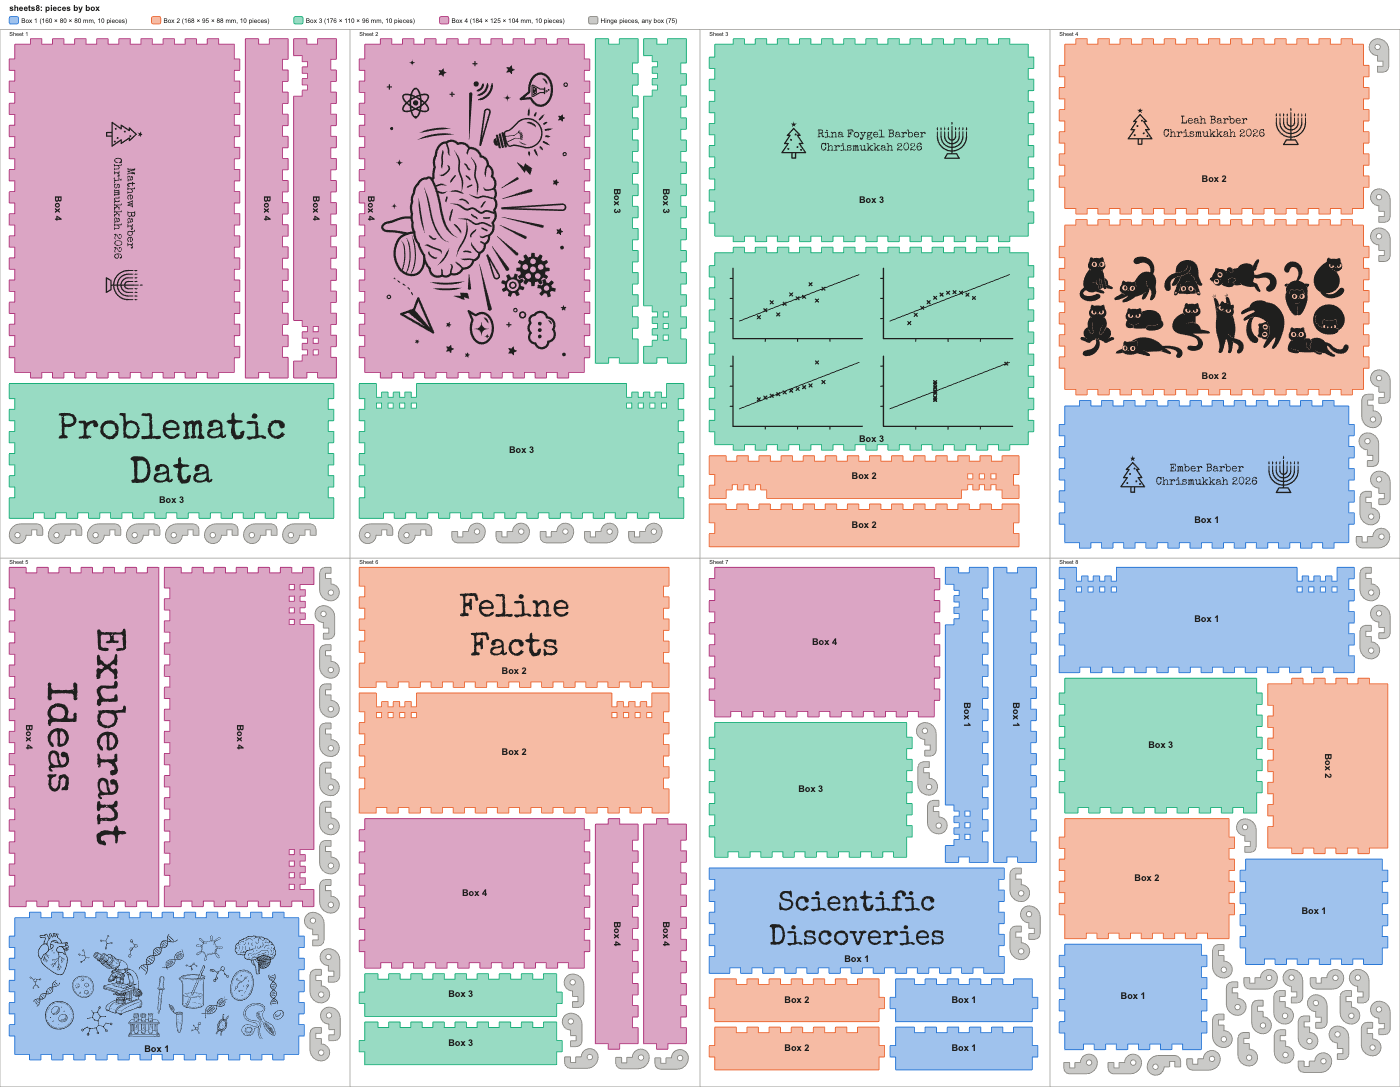 sheets8: pieces by box
Box 1 (160 × 80 × 80 mm, 10 pieces)
Box 2 (168 × 95 × 88 mm, 10 pieces)
Box 3 (176 × 110 × 96 mm, 10 pieces)
Box 4 (184 × 125 × 104 mm, 10 pieces)
Hinge pieces, any box (75)
Sheet 1
Box 4
Mathew Barber
Chrismukkah 2026
Box 4
Box 4
Problematic
Data
Box 3
Sheet 2
Box 4
Box 3
Box 3
Box 3
Sheet 3
Rina Foygel Barber
Chrismukkah 2026
Box 3
Box 3
Box 2
Box 2
Sheet 4
Leah Barber
Chrismukkah 2026
Box 2
Box 2
Ember Barber
Chrismukkah 2026
Box 1
Sheet 5
Exuberant
Ideas
Box 4
Box 4
Box 1
Sheet 6
Feline
Facts
Box 2
Box 2
Box 4
Box 4
Box 4
Box 3
Box 3
Sheet 7
Box 4
Box 1
Box 1
Box 3
Scientific
Discoveries
Box 1
Box 2
Box 1
Box 2
Box 1
Sheet 8
Box 1
Box 3
Box 2
Box 2
Box 1
Box 1